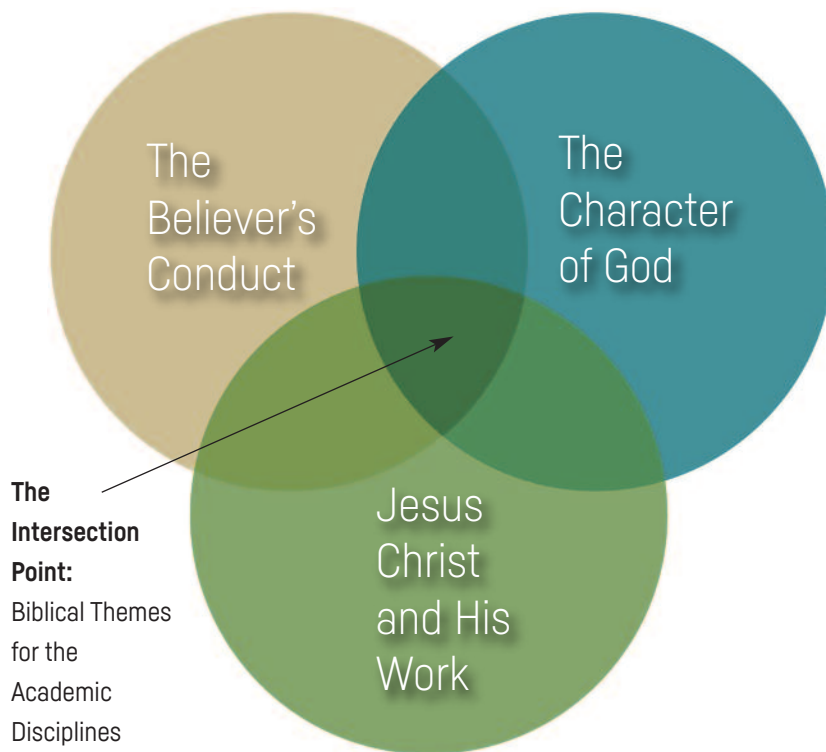 The
Believer's
Conduct
The
Character
of God
Jesus
Christ
and His
Work
The
Intersection
Point:
Biblical Themes
for the
Academic
Disciplines